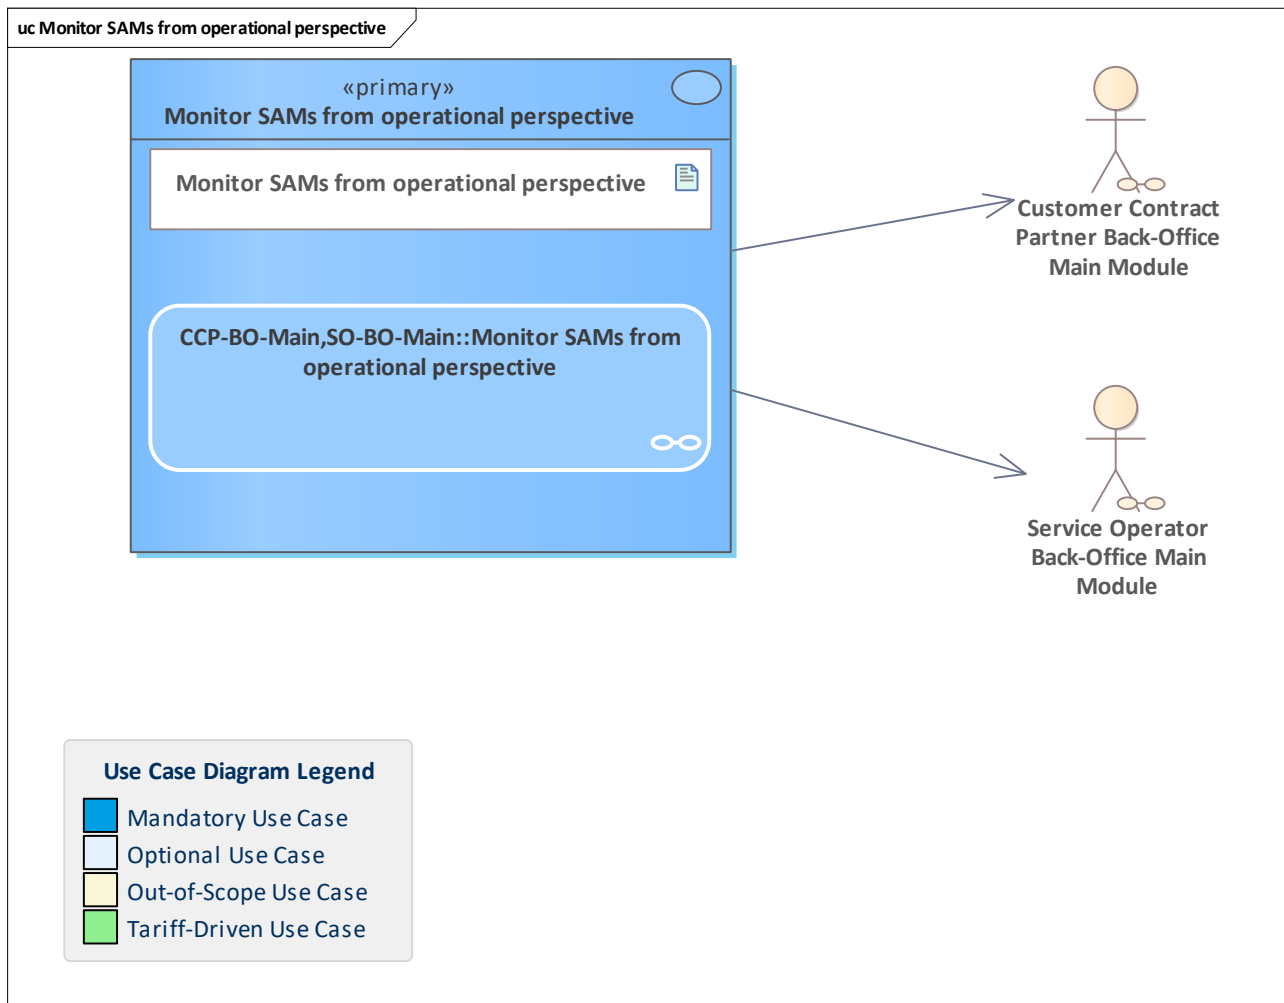 uc Monitor SAMs from operational perspective
«primary»
Monitor SAMs from operational perspective
Monitor SAMs from operational perspective
CCP-BO-Main,SO-BO-Main::Monitor SAMs from
operational perspective
Customer Contract
Partner Back-Office
Main Module
Service Operator
Back-Office Main
Module
Use Case Diagram Legend
Mandatory Use Case
Optional Use Case
Out-of-Scope Use Case
Tariff-Driven Use Case